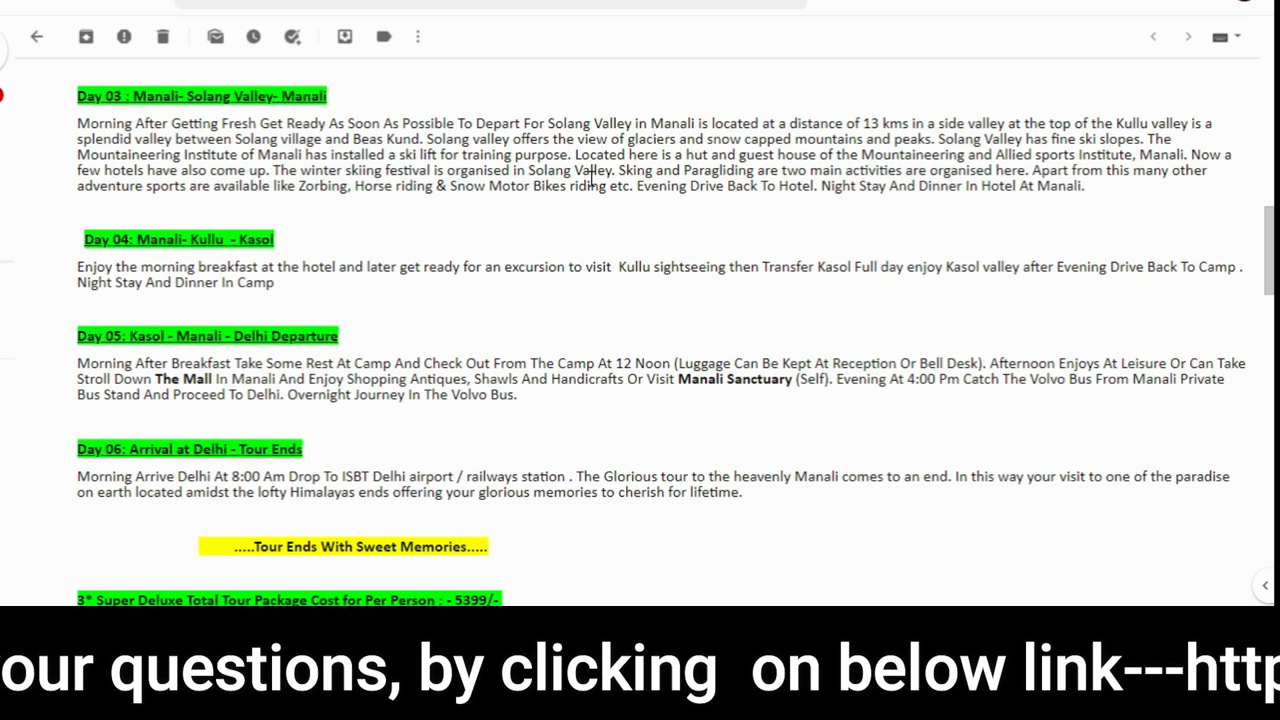 Day 03 : Manali- Solang Valley- Manali
Morning After Getting Fresh Get Ready As Soon As Possible To Depart For Solang Valley in Manali is located at a distance of 13 kms in a side valley at the top of the Kullu valley is a
splendid valley between Solang village and Beas Kund. Solang valley offers the view of glaciers and snow capped mountains and peaks. Solang Valley has fine ski slopes. The
Mountaineering Institute of Manali has installed a ski lift for training purpose. Located here is a hut and guest house of the Mountaineering and Allied sports Institute, Manali. Now a
few hotels have also come up. The winter skiing festival is organised in Solang Valley. Sking and Paragliding are two main activities are organised here. Apart from this many other
adventure sports are available like Zorbing, Horse riding & Snow Motor Bikes riding etc. Evening Drive Back To Hotel. Night Stay And Dinner In Hotel At Manali.
Day 04: Manali- Kullu - Kasol
Enjoy the morning breakfast at the hotel and later get ready for an excursion to visit Kullu sightseeing then Transfer Kasol Full day enjoy Kasol valley after Evening Drive Back To Camp .
Night Stay And Dinner In Camp
Day 05: Kasol - Manali - Delhi Departure
Morning After Breakfast Take Some Rest At Camp And Check Out From The Camp At 12 Noon (Luggage Can Be Kept At Reception Or Bell Desk). Afternoon Enjoys At Leisure Or Can Take
Stroll Down The Mall In Manali And Enjoy Shopping Antiques, Shawls And Handicrafts Or Visit Manali Sanctuary (Self). Evening At 4:00 Pm Catch The Volvo Bus From Manali Private
Bus Stand And Proceed To Delhi. Overnight Journey In The Volvo Bus.
Day 06: Arrival at Delhi - Tour Ends
Morning Arrive Delhi At 8:00 Am Drop To ISBT Delhi airport / railways station . The Glorious tour to the heavenly Manali comes to an end. In this way your visit to one of the paradise
on earth located amidst the lofty Himalayas ends offering your glorious memories to cherish for lifetime.
.....Tour Ends With Sweet Memories.....
3* Super Deluxe Total Tour Package Cost for Per Person : - 5399/-
our questions, by clicking on below link---http